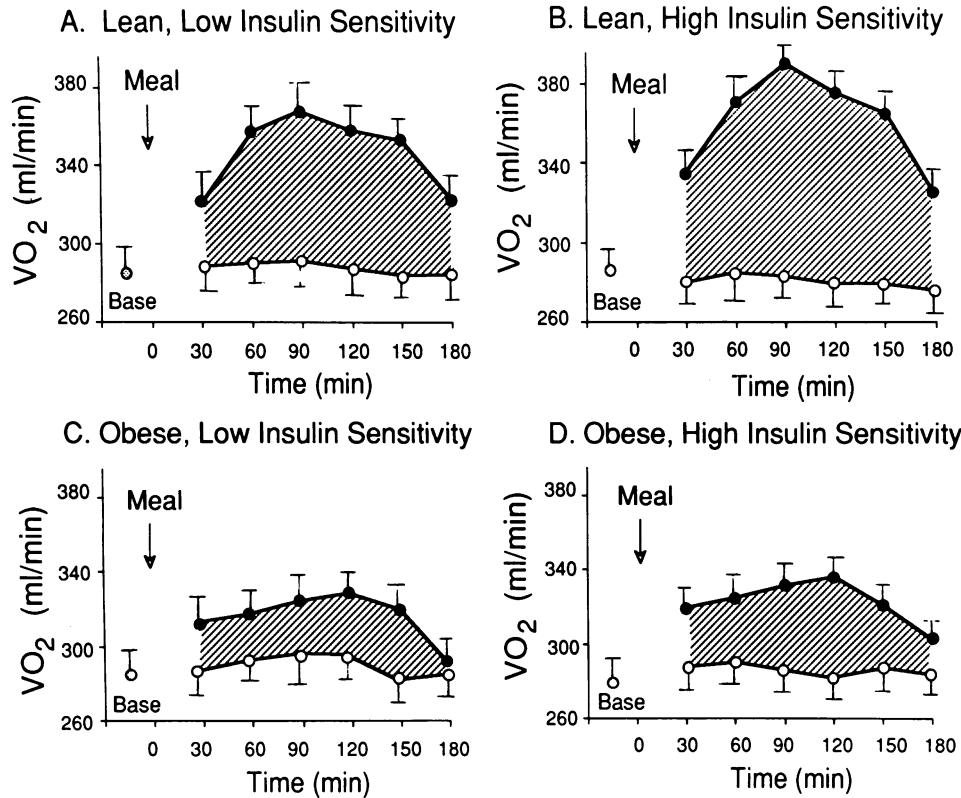 A. Lean, Low Insulin Sensitivity
VO2 (ml/min)
380
340
300
260
Meal
Base
0 30 60 90 120 150 180
Time (min)
B. Lean, High Insulin Sensitivity
VO2 (ml/min)
380
340
300
260
Meal
Base
0 30 60 90 120 150 180
Time (min)
C. Obese, Low Insulin Sensitivity
VO2 (ml/min)
380
340
300
260
Meal
Base
0 30 60 90 120 150 180
Time (min)
D. Obese, High Insulin Sensitivity
VO2 (ml/min)
380
340
300
260
Meal
Base
0 30 60 90 120 150 180
Time (min)